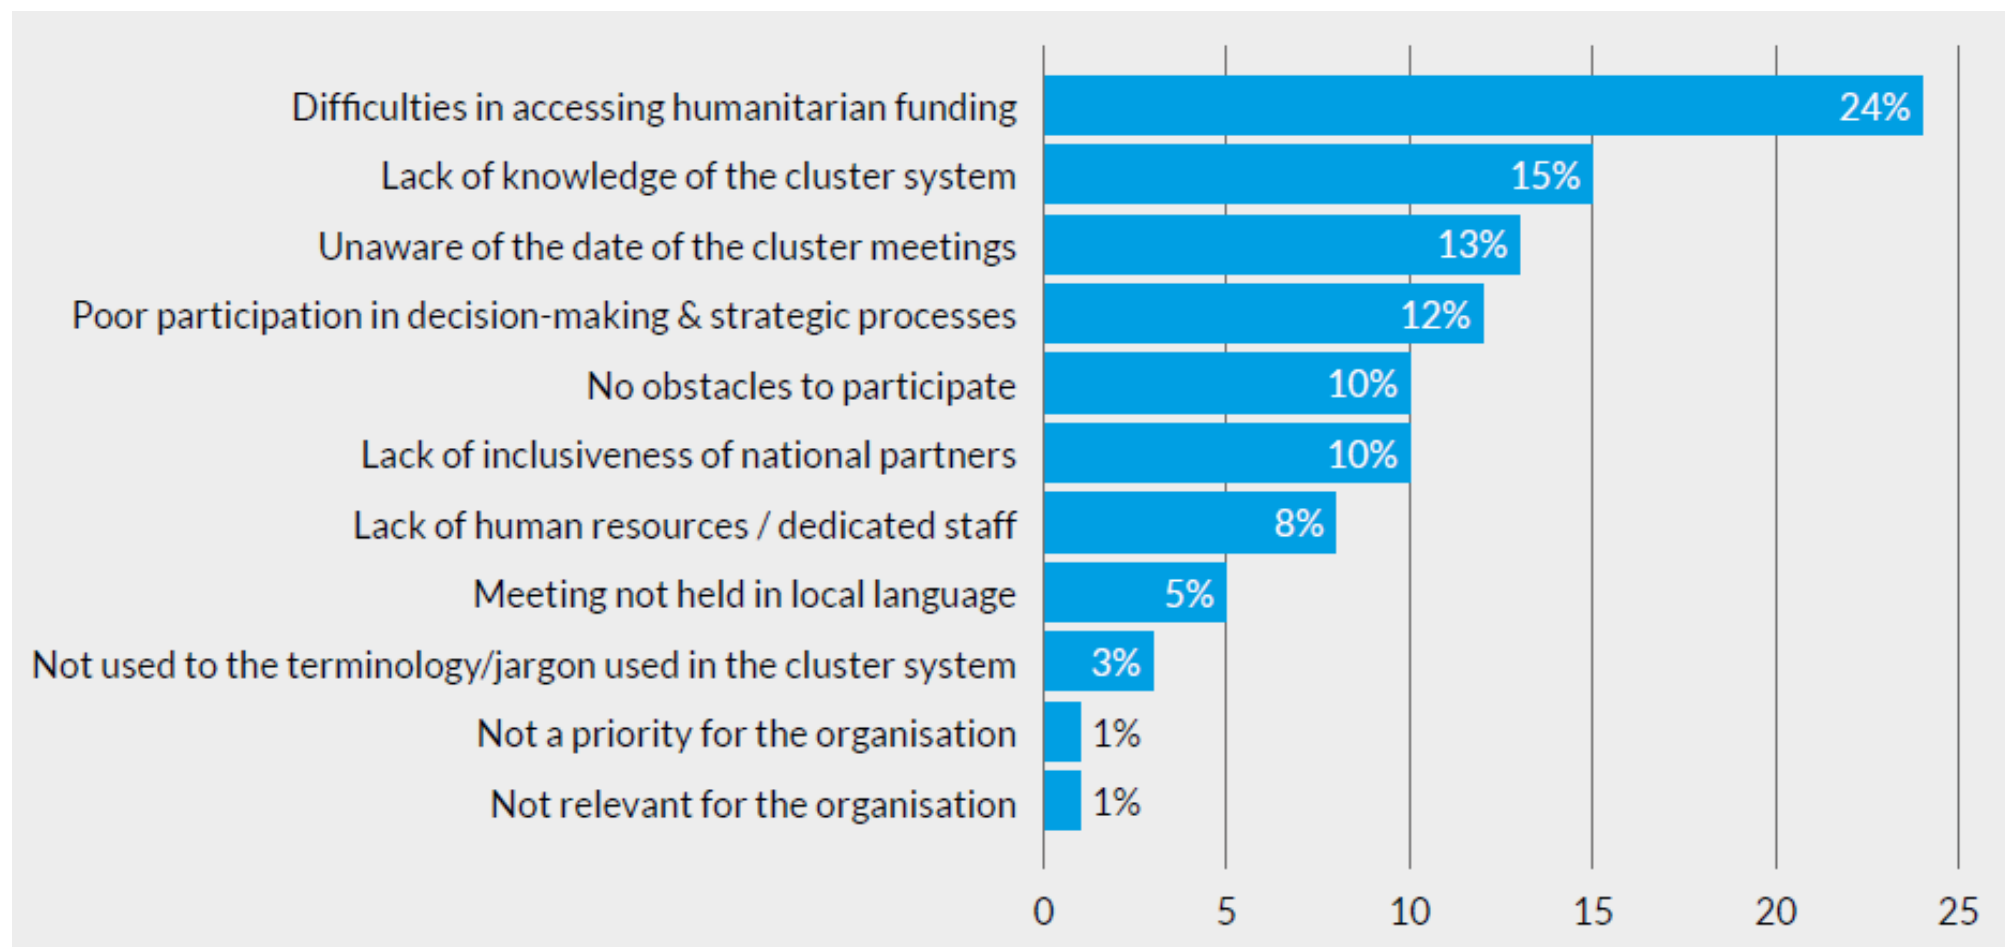 Difficulties in accessing humanitarian funding 24%
Lack of knowledge of the cluster system 15%
Unaware of the date of the cluster meetings 13%
Poor participation in decision-making & strategic processes 12%
No obstacles to participate 10%
Lack of inclusiveness of national partners 10%
Lack of human resources / dedicated staff 8%
Meeting not held in local language 5%
Not used to the terminology/jargon used in the cluster system 3%
Not a priority for the organisation 1%
Not relevant for the organisation 1%
0 5 10 15 20 25